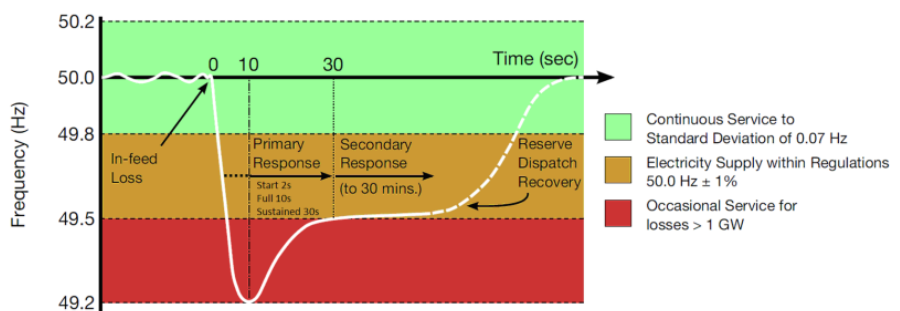 50.2
50.0
49.8
49.5
49.2
Frequency (Hz)
0 10 30
Time (sec)
In-feed
Loss
Primary
Response
Start 2s
Full 10s
Sustained 30s
Secondary
Response
(to 30 mins.)
Reserve
Dispatch
Recovery
Continuous Service to
Standard Deviation of 0.07 Hz
Electricity Supply within Regulations
50.0 Hz ± 1%
Occasional Service for
losses > 1 GW